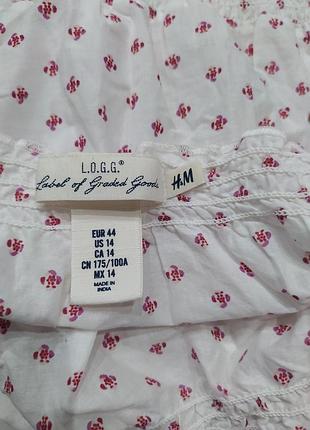 L.O.G.G.®
Label of Graded Goods
H&M
EUR 44
US 14
CA 14
CN 175/100A
MX 14
MADE IN
INDIA